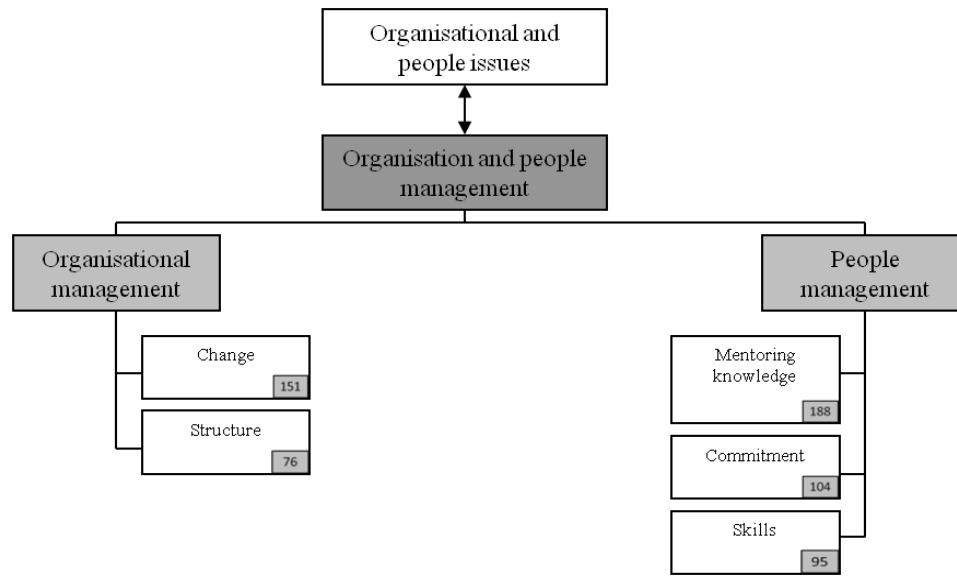 Organisational and
people issues
Organisation and people
management
Organisational
management
People
management
Change
151
Structure
76
Mentoring
knowledge
188
Commitment
104
Skills
95